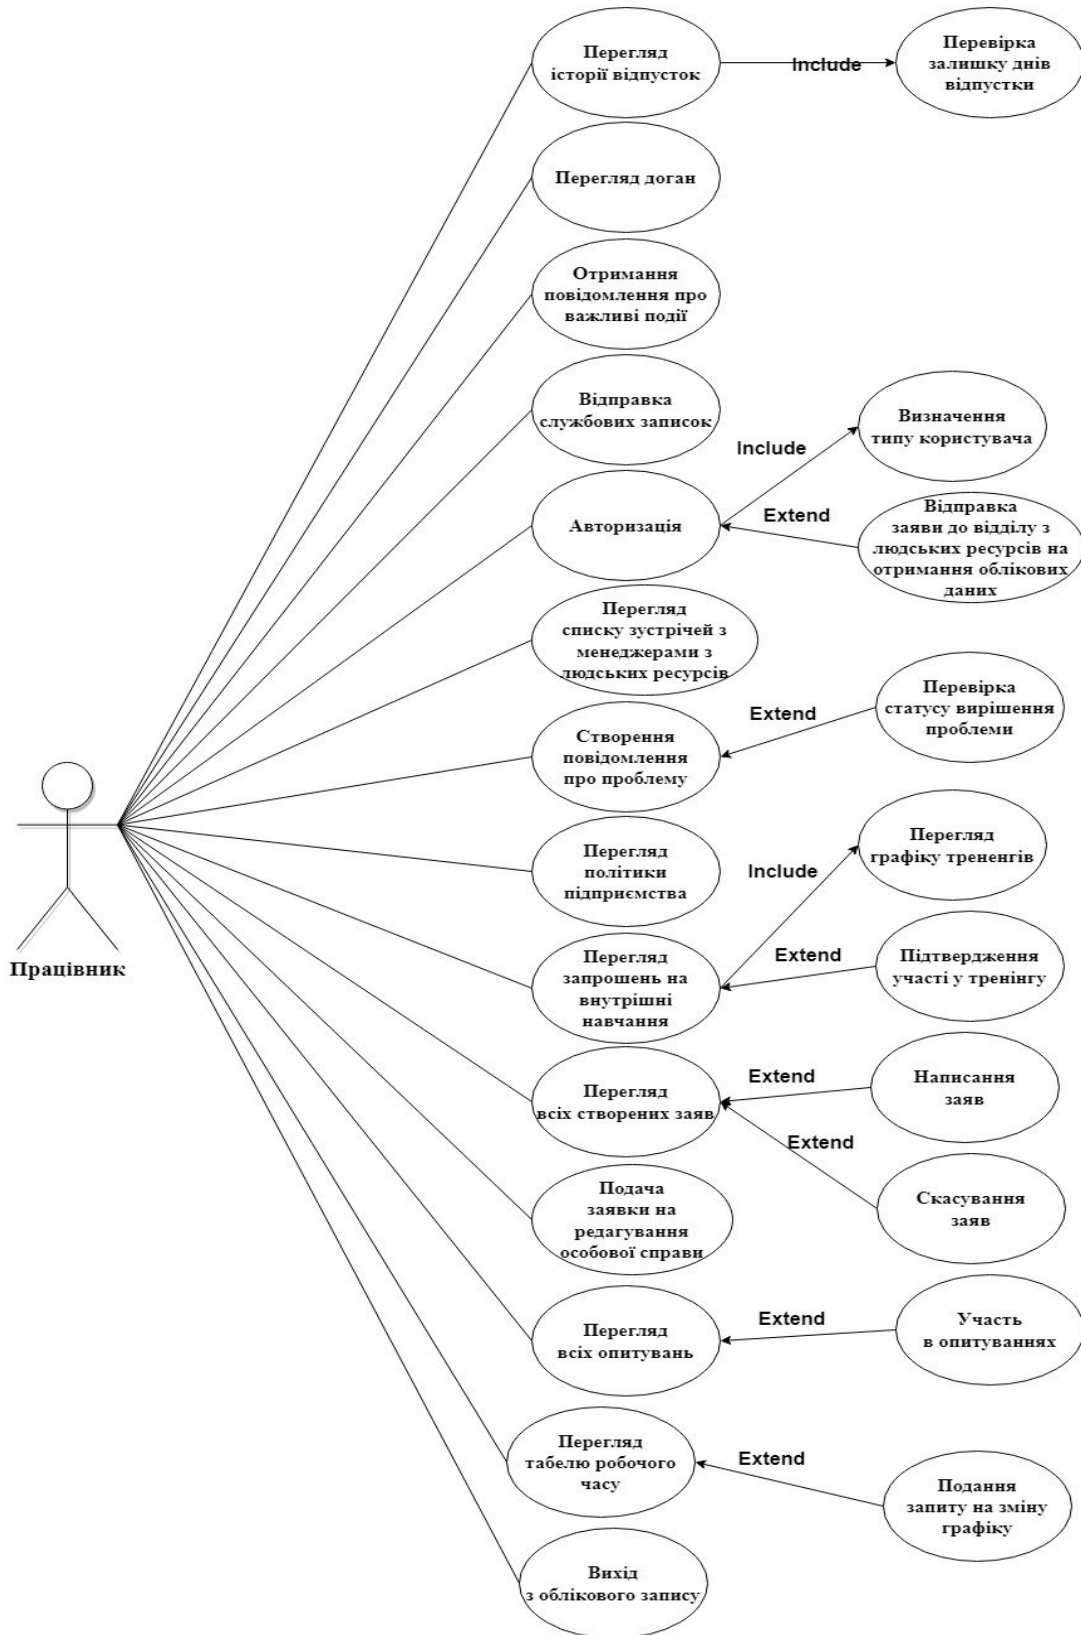 Перегляд
історії відпусток
Include
Перевірка
залишку днів
відпустки
Перегляд доган
Отримання
повідомлення про
важливі події
Відправка
службових записок
Визначення
типу користувача
Include
Авторизація
Extend
Відправка
заяви до відділу з
людських ресурсів на
отримання облікових
даних
Перегляд
списку зустрічей з
менеджерами з
людських ресурсів
Перевірка
статусу вирішення
проблеми
Extend
Створення
повідомлення
про проблему
Перегляд
графіку трененгів
Include
Перегляд
політики
підприємства
Працівник
Перегляд
запрошень на
внутрішні
навчання
Extend
Підтвердження
участі у тренінгу
Перегляд
всіх створених заяв
Extend
Написання
заяв
Extend
Скасування
заяв
Подача
заявки на
редагування
особової справи
Перегляд
всіх опитувань
Extend
Участь
в опитуваннях
Перегляд
табелю робочого
часу
Extend
Подання
запиту на зміну
графіку
Вихід
з облікового запису